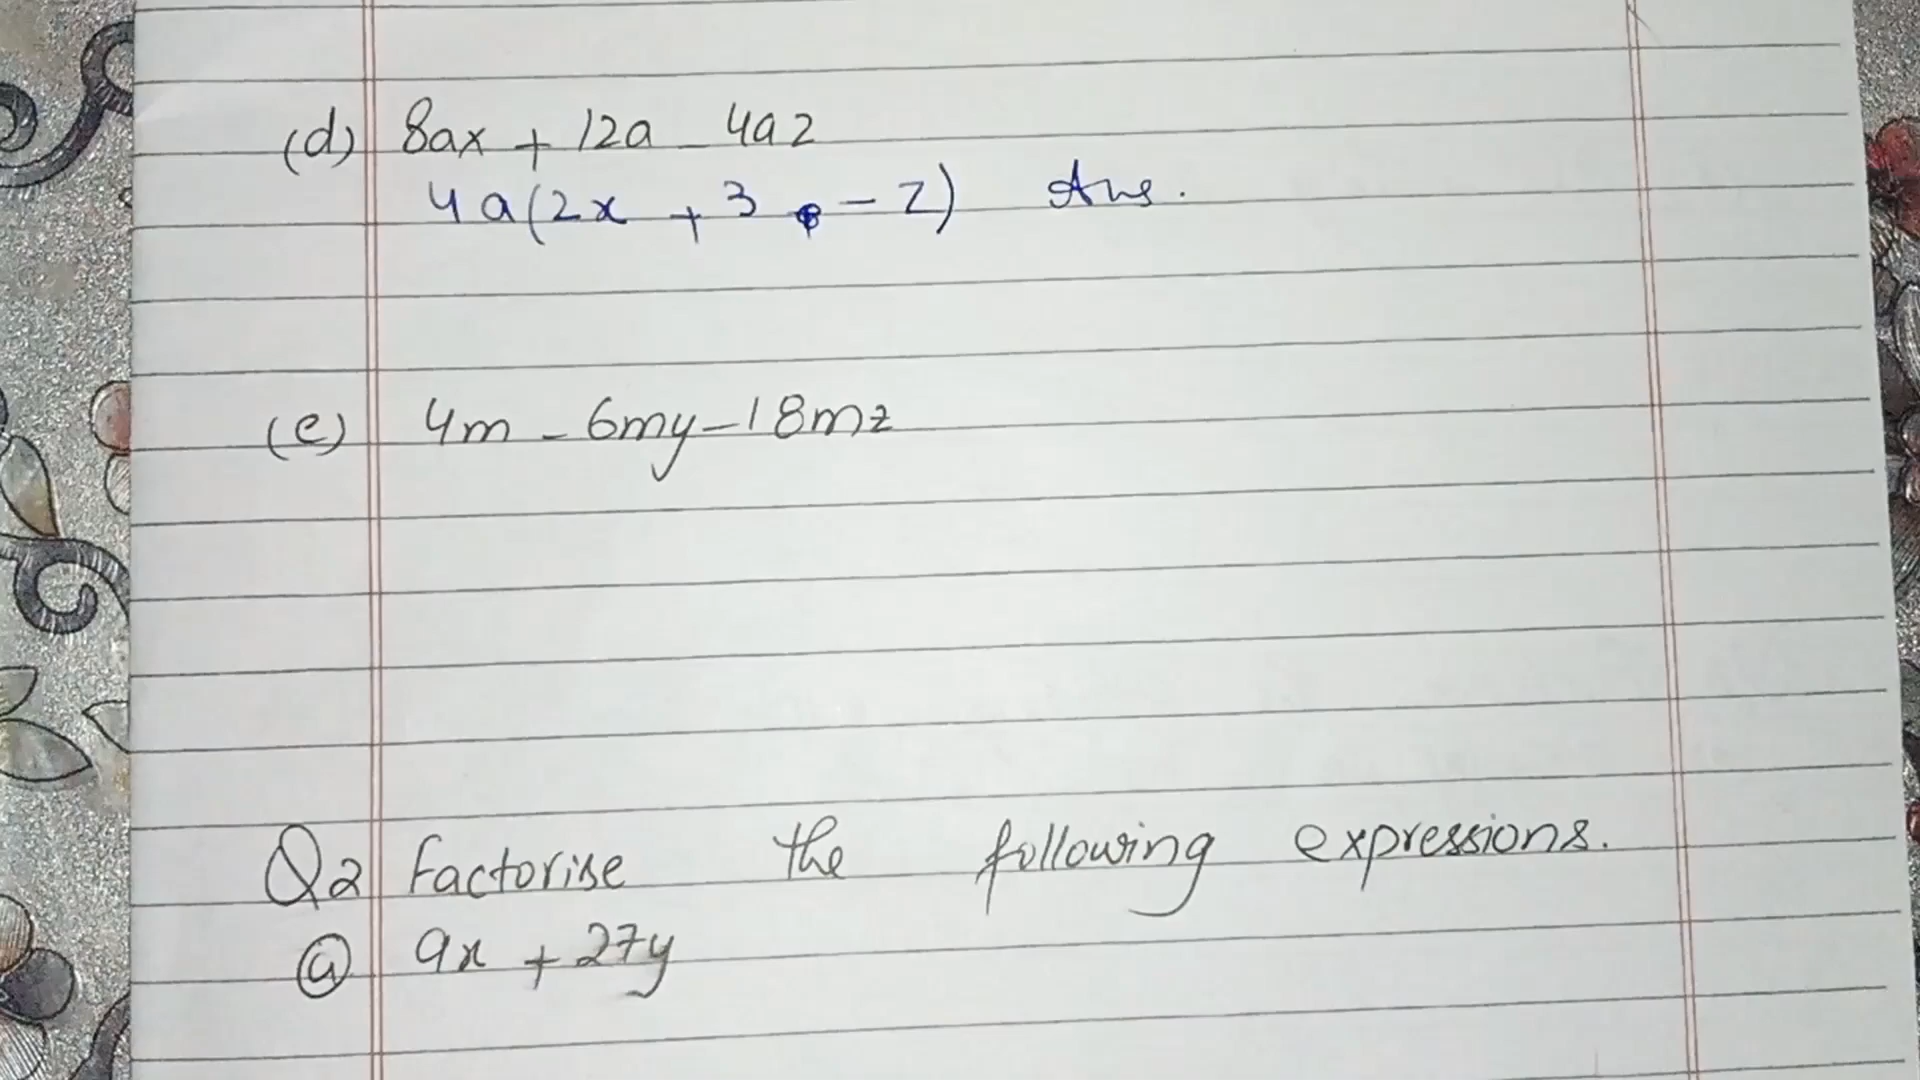 (d) 8ax + 12a - 4az
4a(2x + 3 - z) Ans.
(e) 4m - 6my - 18mz
Q2 Factorise the following expressions.
(a) 9x + 27y